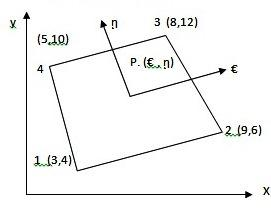 y
ŋ
3 (8,12)
(5,10)
P. (€, ŋ)
€
4
2 (9,6)
1 (3,4)
X